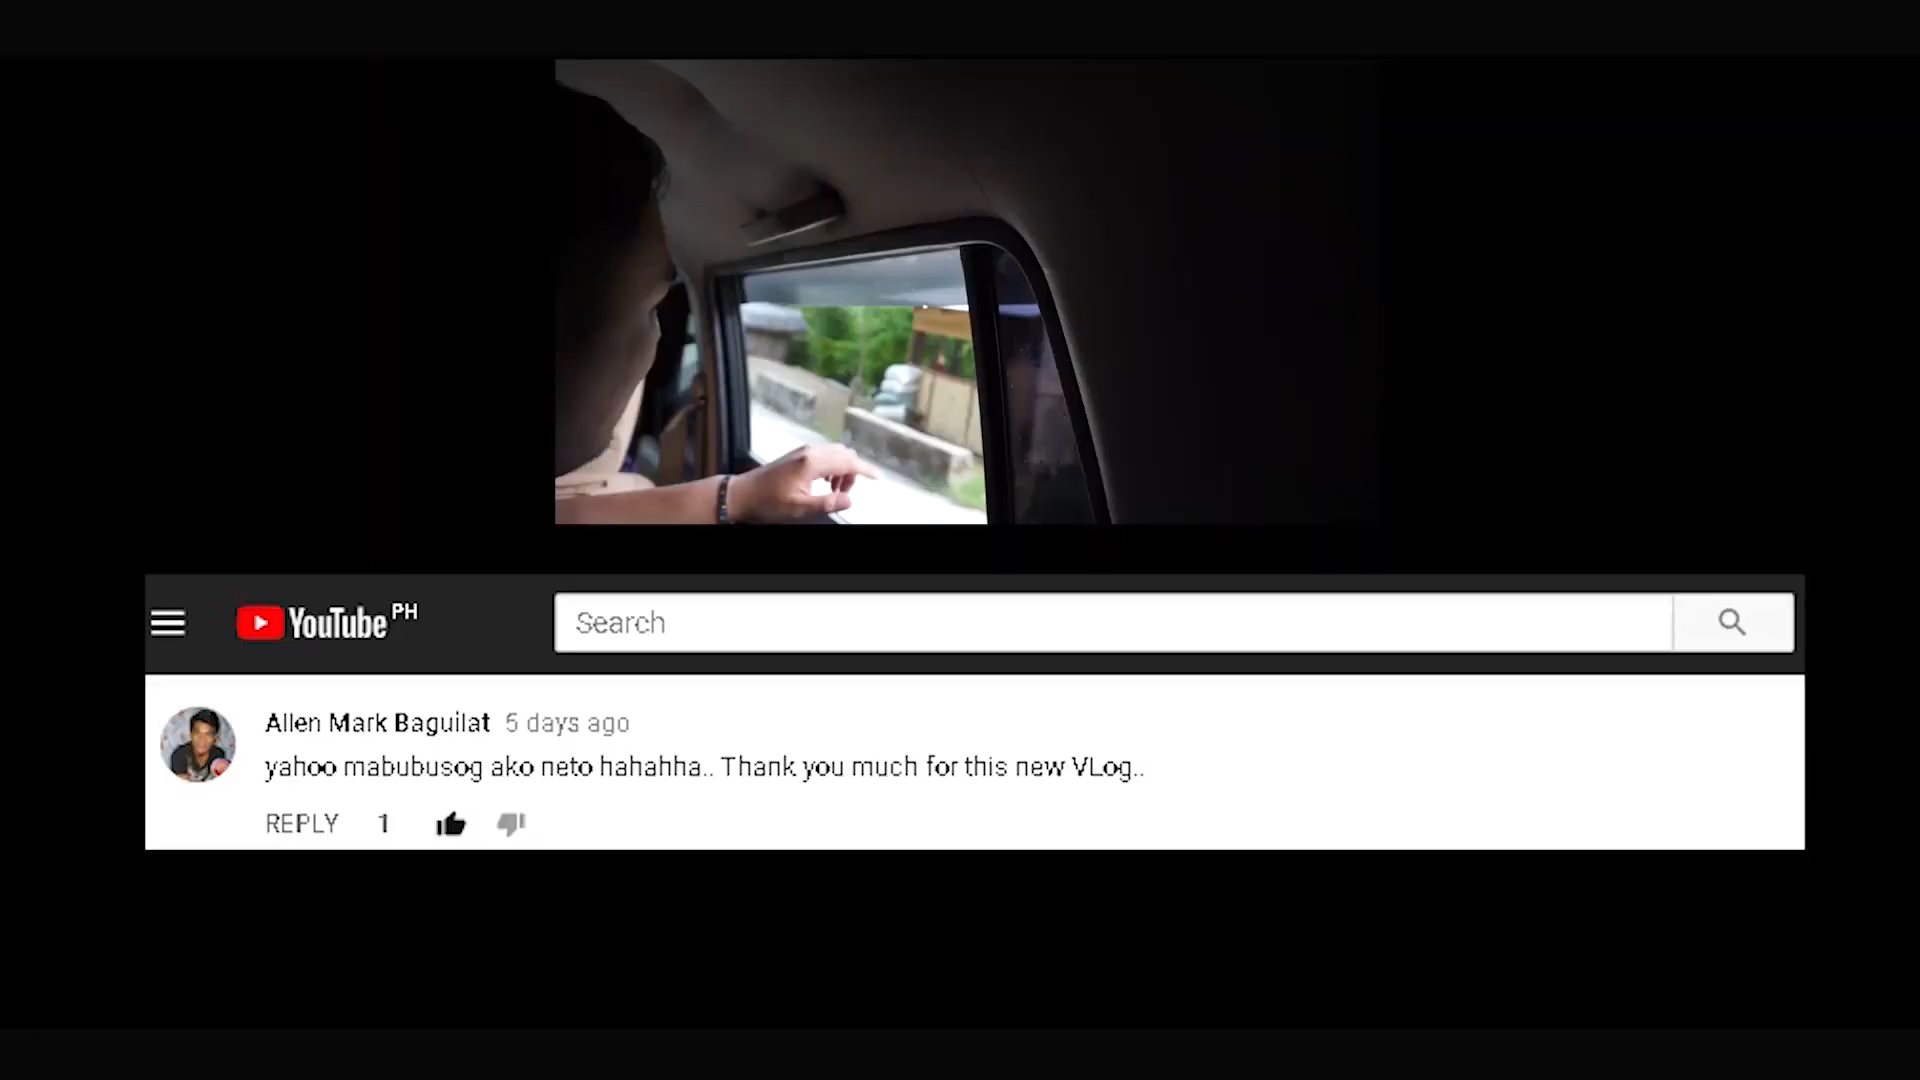 YouTube PH
Search
Allen Mark Baguilat 5 days ago
yahoo mabubusog ako neto hahahha.. Thank you much for this new VLog..
REPLY 1